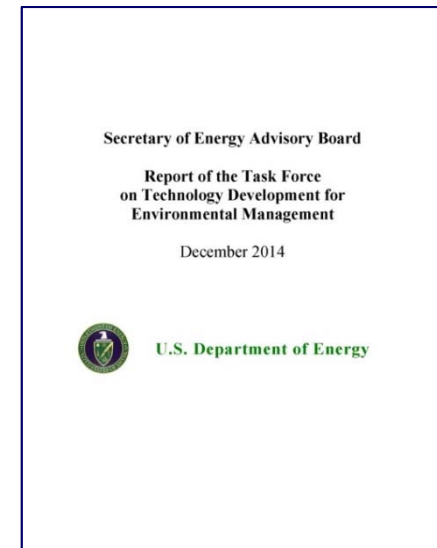 Secretary of Energy Advisory Board
Report of the Task Force
on Technology Development for
Environmental Management
December 2014
U.S. Department of Energy